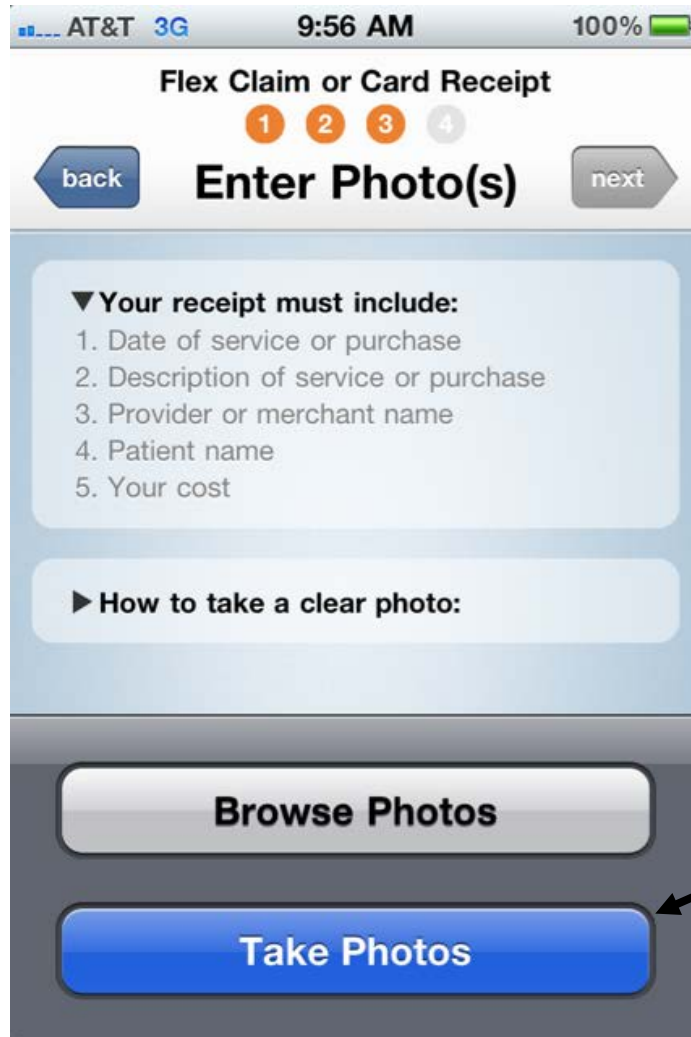 AT&T 3G 9:56 AM 100%
Flex Claim or Card Receipt
1 2 3 4
back Enter Photo(s) next
▼Your receipt must include:
1. Date of service or purchase
2. Description of service or purchase
3. Provider or merchant name
4. Patient name
5. Your cost
▶How to take a clear photo:
Browse Photos
Take Photos